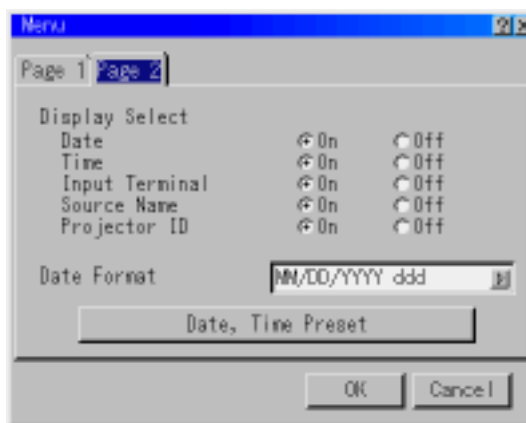 Menu
Page 1 Page 2
Display Select
Date On Off
Time On Off
Input Terminal On Off
Source Name On Off
Projector ID On Off
Date Format MM/DD/YYYY ddd
Date, Time Preset
OK Cancel